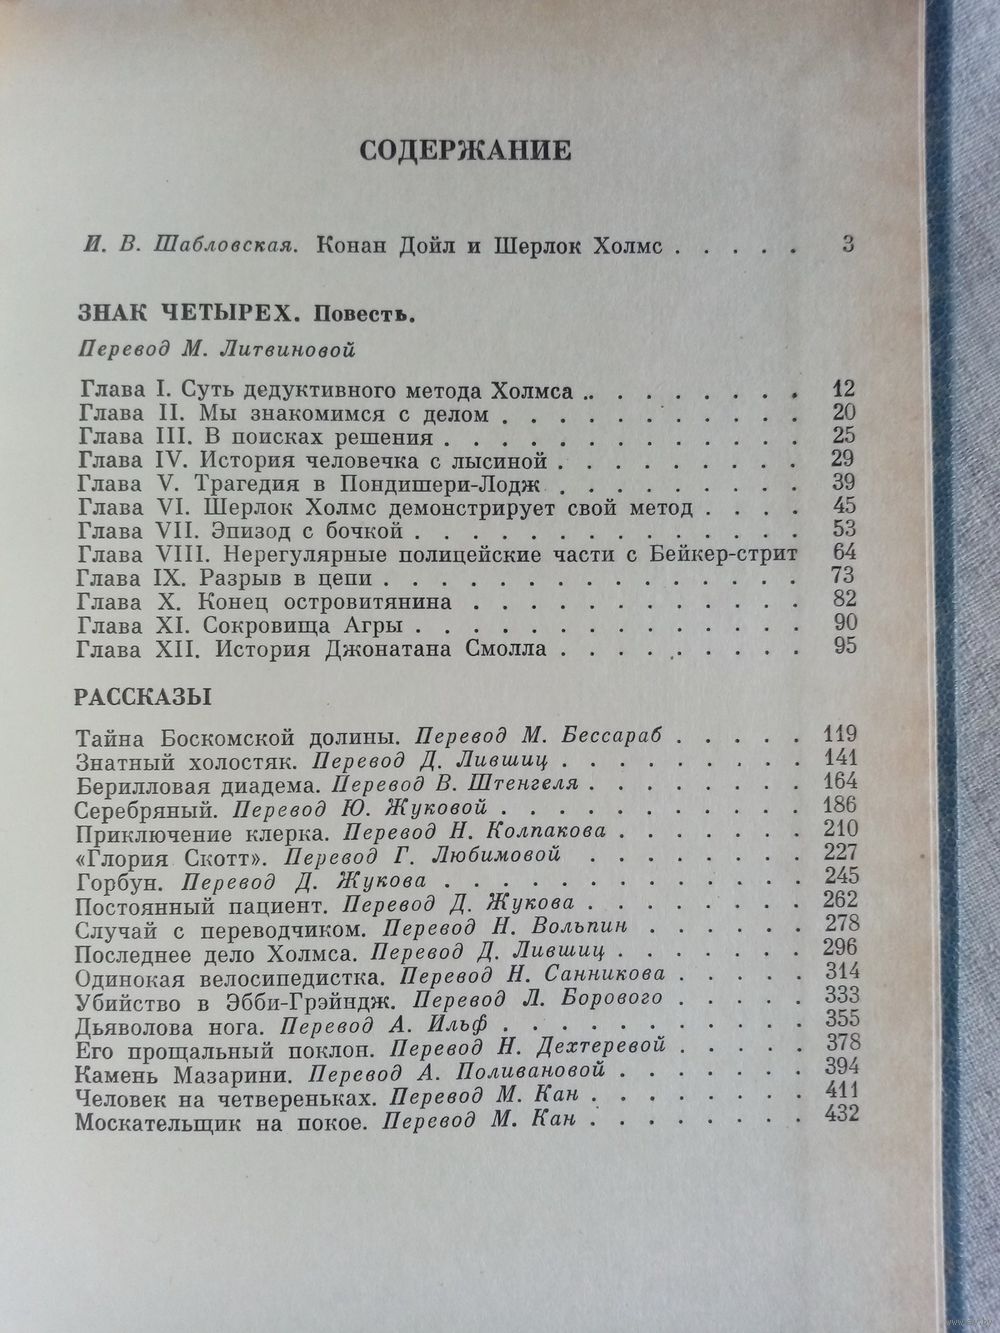 СОДЕРЖАНИЕ
И. В. Шабловская. Конан Дойл и Шерлок Холмс . . . . . 3
ЗНАК ЧЕТЫРЕХ. Повесть.
Перевод М. Литвиновой
Глава I. Суть дедуктивного метода Холмса . . . . . . . . 12
Глава II. Мы знакомимся с делом . . . . . . . . . . . 20
Глава III. В поисках решения . . . . . . . . . . . . . 25
Глава IV. История человечка с лысиной . . . . . . . . . 29
Глава V. Трагедия в Пондишери-Лодж . . . . . . . . . 39
Глава VI. Шерлок Холмс демонстрирует свой метод . . . . 45
Глава VII. Эпизод с бочкой . . . . . . . . . . . . . . 53
Глава VIII. Нерегулярные полицейские части с Бейкер-стрит 64
Глава IX. Разрыв в цепи . . . . . . . . . . . . . . . 73
Глава X. Конец островитянина . . . . . . . . . . . . 82
Глава XI. Сокровища Агры . . . . . . . . . . . . . . 90
Глава XII. История Джонатана Смолла . . . . . . . . . 95
РАССКАЗЫ
Тайна Боскомской долины. Перевод М. Бессараб . . . . . 119
Знатный холостяк. Перевод Д. Лившиц . . . . . . . . . 141
Берилловая диадема. Перевод В. Штенгеля . . . . . . . . 164
Серебряный. Перевод Ю. Жуковой . . . . . . . . . . . 186
Приключение клерка. Перевод Н. Колпакова . . . . . . . 210
«Глория Скотт». Перевод Г. Любимовой . . . . . . . . 227
Горбун. Перевод Д. Жукова . . . . . . . . . . . . . 245
Постоянный пациент. Перевод Д. Жукова . . . . . . . . 262
Случай с переводчиком. Перевод Н. Вольпин . . . . . . 278
Последнее дело Холмса. Перевод Д. Лившиц . . . . . . . 296
Одинокая велосипедистка. Перевод Н. Санникова . . . . . 314
Убийство в Эбби-Грэйндж. Перевод Л. Борового . . . . . 333
Дьяволова нога. Перевод А. Ильф . . . . . . . . . . . 355
Его прощальный поклон. Перевод Н. Дехтеревой . . . . . 378
Камень Мазарини. Перевод А. Поливановой . . . . . . . 394
Человек на четвереньках. Перевод М. Кан . . . . . . . . 411
Москательщик на покое. Перевод М. Кан . . . . . . . . 432